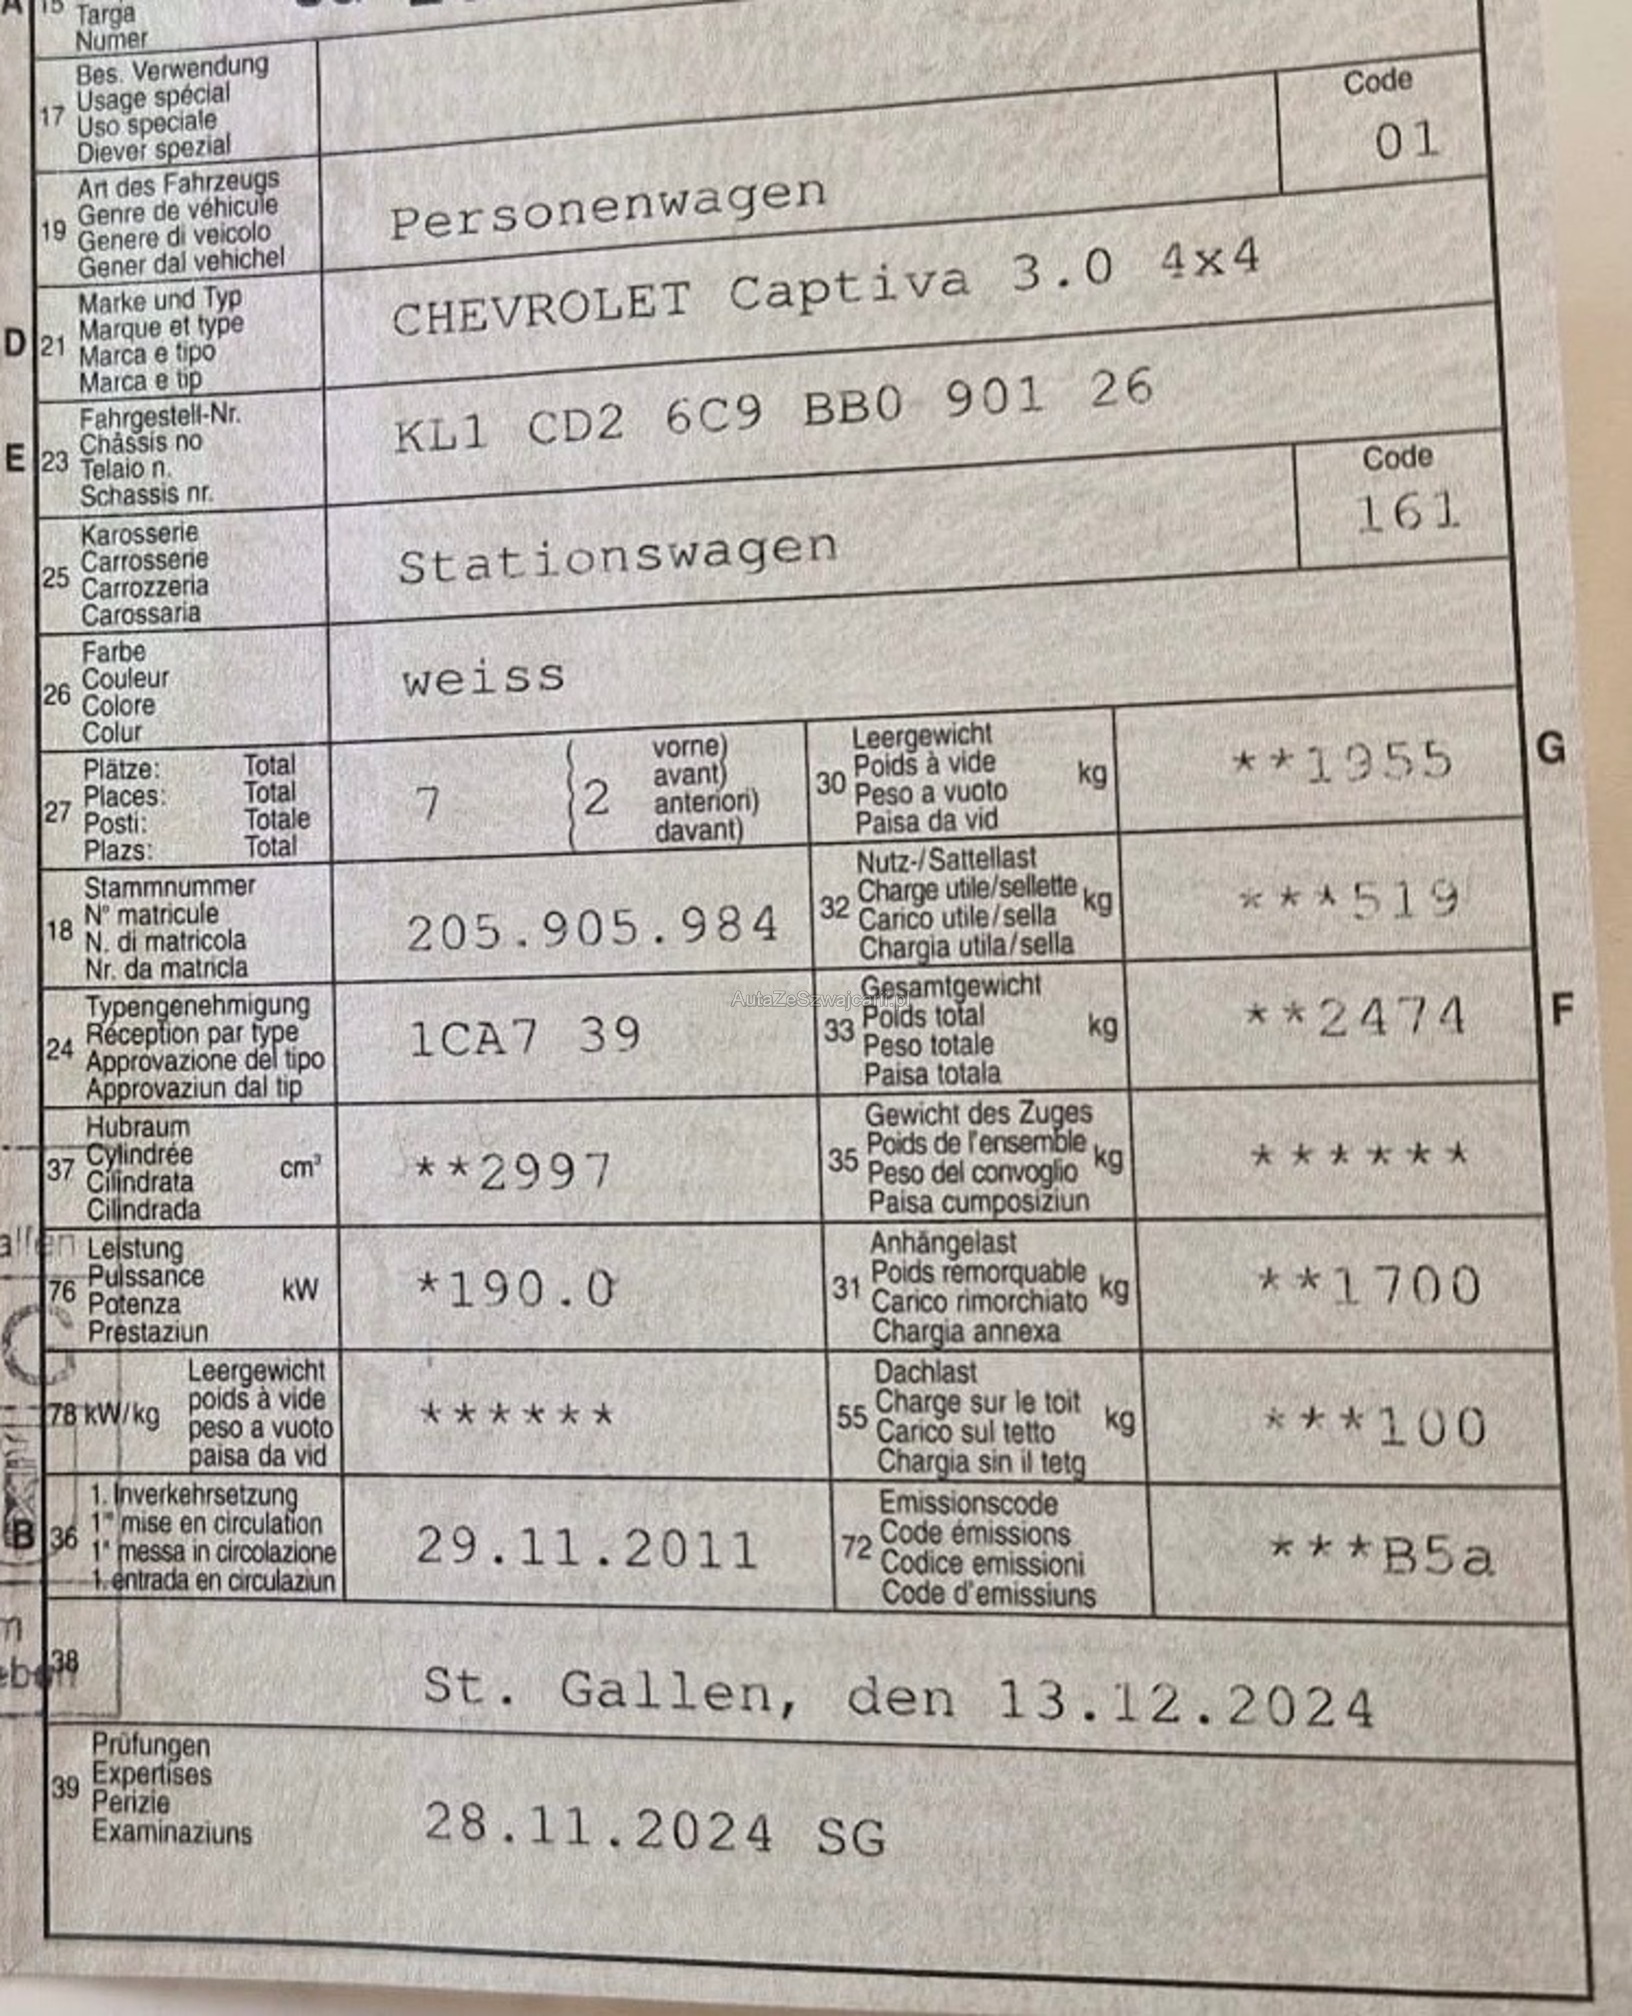 A 15 Targa
Numer
17 Bes. Verwendung
Usage spécial
Uso speciale
Diever spezial
Code
01
19 Art des Fahrzeugs
Genre de véhicule
Genere di veicolo
Gener dal vehichel
Personenwagen
D 21 Marke und Typ
Marque et type
Marca e tipo
Marca e tip
CHEVROLET Captiva 3.0 4x4
E 23 Fahrgestell-Nr.
Châssis no
Telaio n.
Schassis nr.
KL1 CD2 6C9 BB0 901 26
25 Karosserie
Carrosserie
Carrozzeria
Carossaria
Stationswagen
Code
161
26 Farbe
Couleur
Colore
Colur
weiss
27 Plätze: Total
Places: Total
Posti: Totale
Plazs: Total
7 2 vorne)
avant)
anteriori)
davant)
30 Leergewicht
Poids à vide kg
Peso a vuoto
Paisa da vid
**1955 G
18 Stammnummer
N° matricule
N. di matricola
Nr. da matricla
205.905.984
32 Nutz-/Sattellast
Charge utile/sellette kg
Carico utile/sella
Chargia utila/sella
***519
24 Typengenehmigung
Réception par type
Approvazione del tipo
Approvaziun dal tip
1CA7 39
AutaZeSzwajcarii.pl
33 Gesamtgewicht
Poids total kg
Peso totale
Paisa totala
**2474 F
37 Hubraum
Cylindrée cm³
Cilindrata
Cilindrada
**2997
35 Gewicht des Zuges
Poids de l'ensemble kg
Peso del convoglio
Paisa cumposiziun
******
76 Leistung
Puissance kW
Potenza
Prestaziun
*190.0
31 Anhängelast
Poids remorquable kg
Carico rimorchiato
Chargia annexa
**1700
78 kW/kg Leergewicht
poids à vide
peso a vuoto
paisa da vid
******
55 Dachlast
Charge sur le toit kg
Carico sul tetto
Chargia sin il tetg
***100
B 36 1. Inverkehrsetzung
1re mise en circulation
1a messa in circolazione
1. entrada en circulaziun
29.11.2011
72 Emissionscode
Code émissions
Codice emissioni
Code d'emissiuns
***B5a
38 St. Gallen, den 13.12.2024
39 Prüfungen
Expertises
Perizie
Examinaziuns
28.11.2024 SG